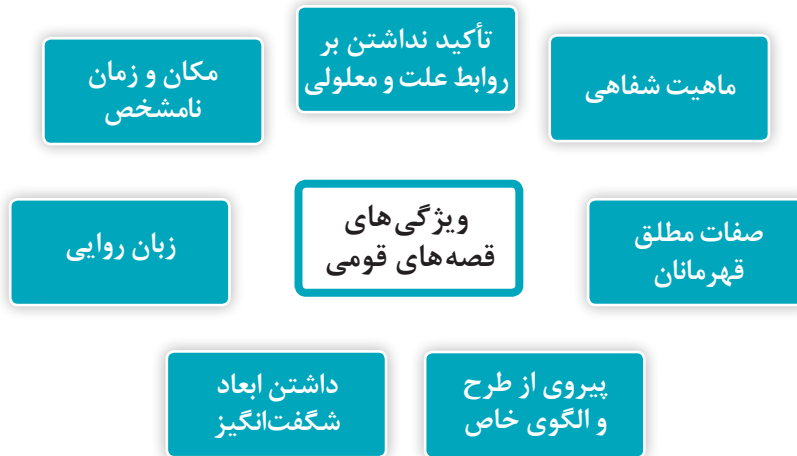 تأکید نداشتن بر
روابط علت و معلولی
ماهیت شفاهی
مکان و زمان
نامشخص
ویژگی‌های
قصه‌های قومی
صفات مطلق
قهرمانان
زبان روایی
پیروی از طرح
و الگوی خاص
داشتن ابعاد
شگفت‌انگیز